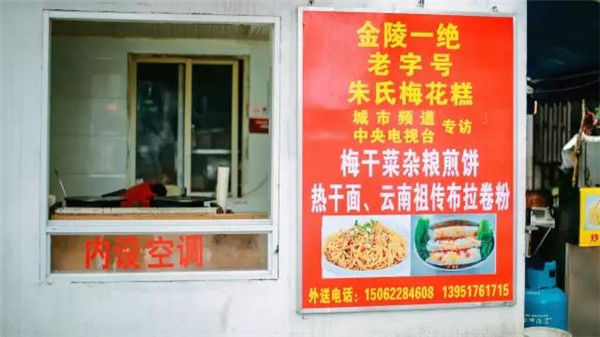 金陵一绝
老字号
朱氏梅花糕
城市频道
中央电视台
专访
梅干菜杂粮煎饼
热干面、云南祖传布拉卷粉
外送电话：15062284608 13951761715
内设空调